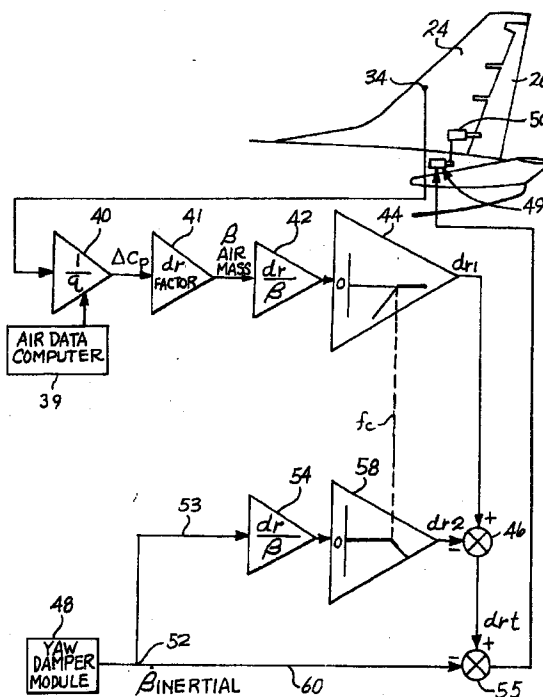 24
34
26
50
49
40
41
42
44
1/q
ΔCp
dr
FACTOR
β
AIR
MASS
dr/β
0
dr1
AIR DATA
COMPUTER
39
fc
54
58
53
dr/β
0
dr2
+
−
46
48
YAW
DAMPER
MODULE
52
β̇ INERTIAL
60
drt
+
−
55